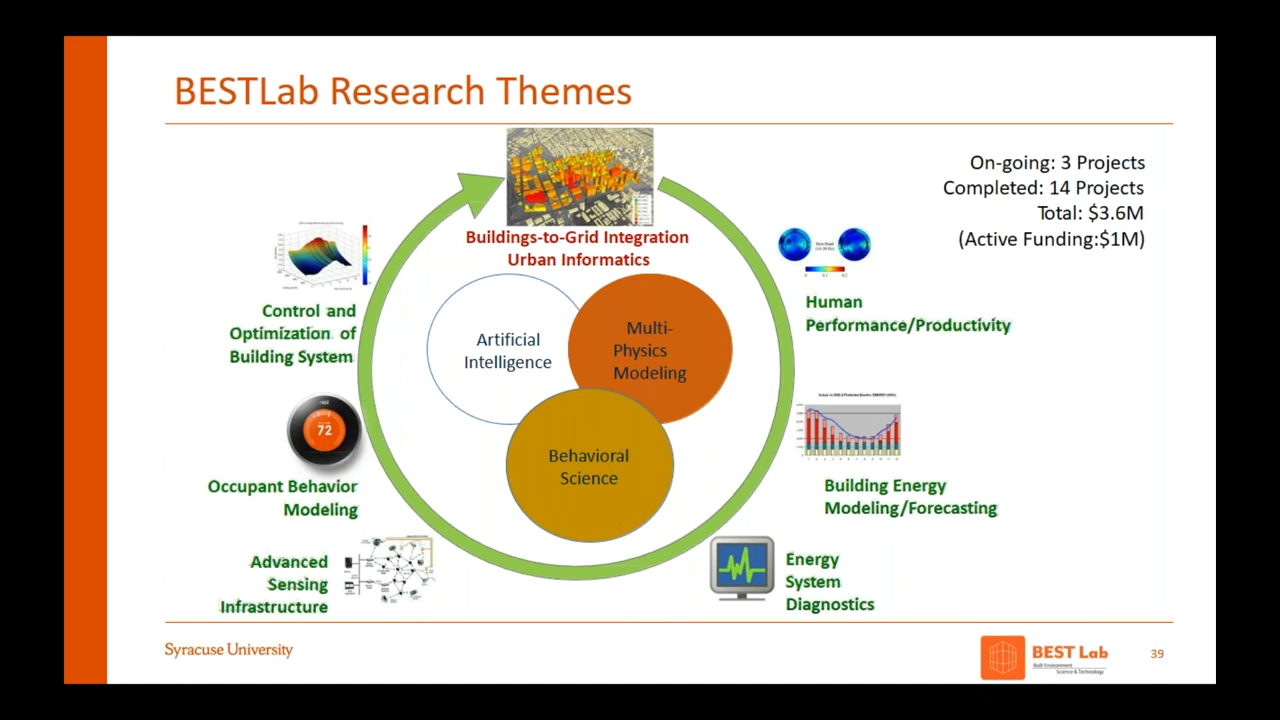 BESTLab Research Themes
On-going: 3 Projects
Completed: 14 Projects
Total: $3.6M
(Active Funding:$1M)
Buildings-to-Grid Integration
Urban Informatics
Control and
Optimization of
Building System
Human
Performance/Productivity
Artificial
Intelligence
Multi-
Physics
Modeling
Behavioral
Science
nest
72
Occupant Behavior
Modeling
Building Energy
Modeling/Forecasting
Advanced
Sensing
Infrastructure
Energy
System
Diagnostics
Syracuse University
BEST Lab
Built Environment
Science & Technology
39